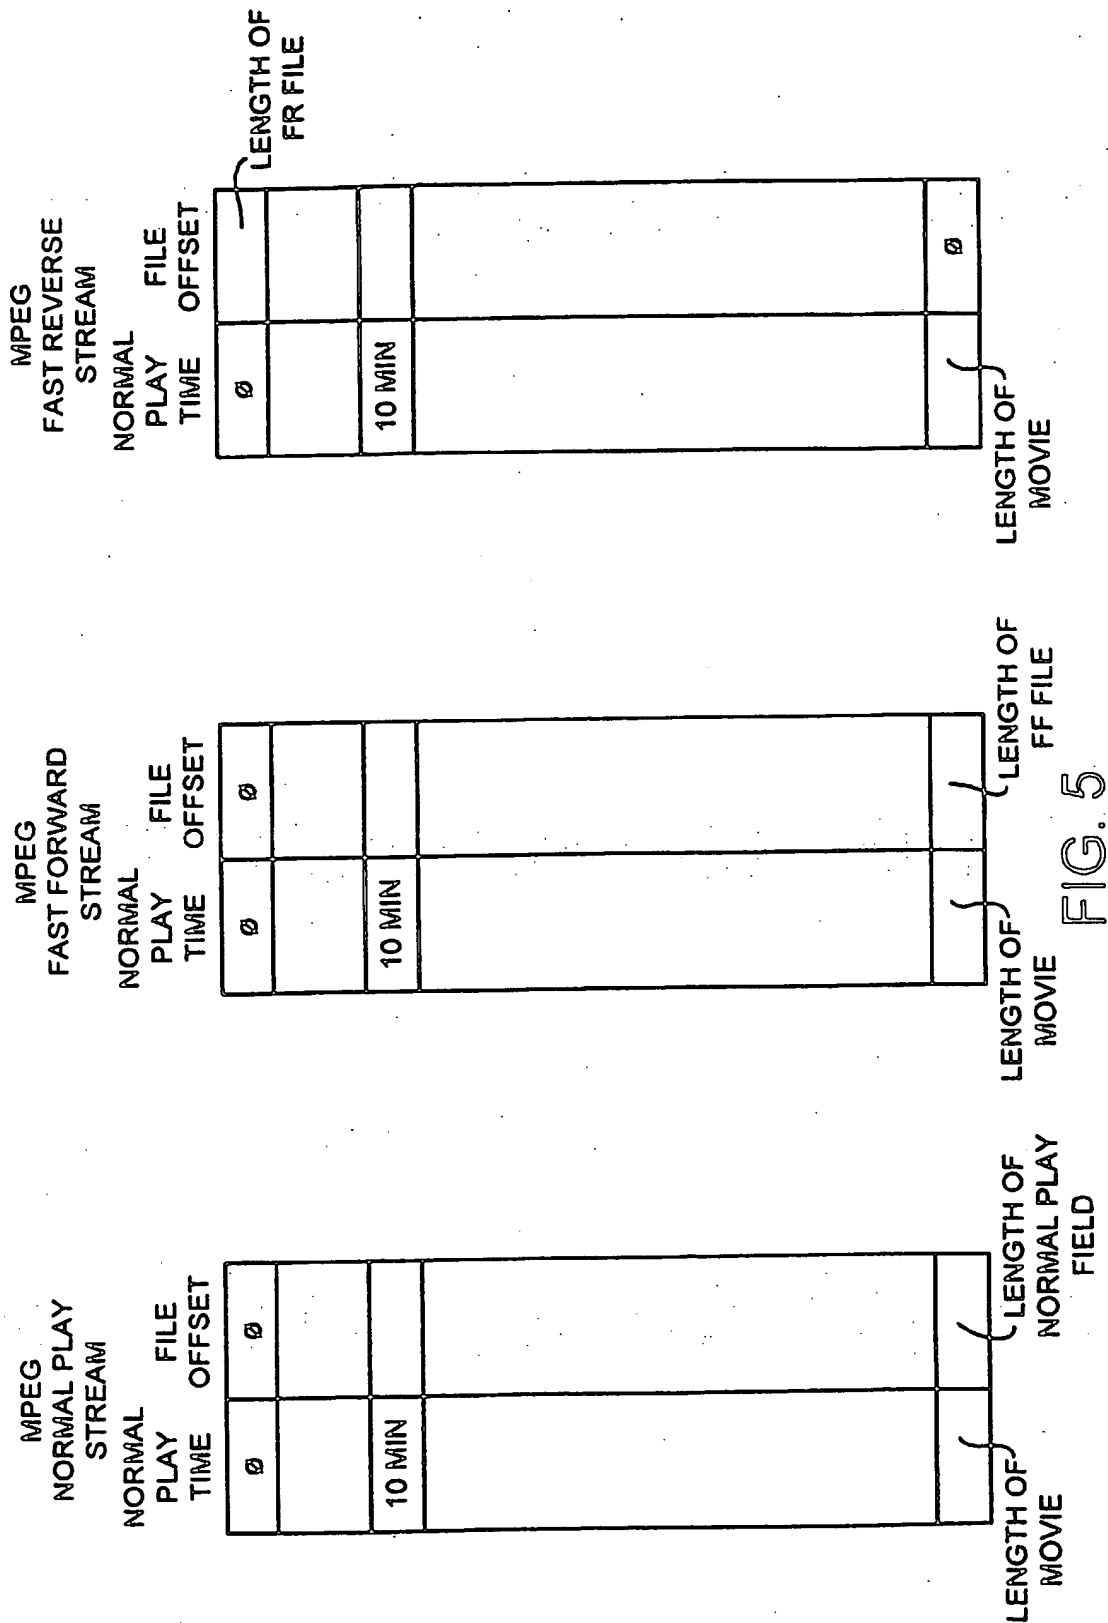 MPEG
NORMAL PLAY
STREAM
NORMAL
PLAY
TIME
FILE
OFFSET
Ø
Ø
10 MIN
LENGTH OF
MOVIE
LENGTH OF
NORMAL PLAY
FIELD
MPEG
FAST FORWARD
STREAM
NORMAL
PLAY
TIME
FILE
OFFSET
Ø
Ø
10 MIN
LENGTH OF
MOVIE
LENGTH OF
FF FILE
MPEG
FAST REVERSE
STREAM
NORMAL
PLAY
TIME
FILE
OFFSET
Ø
LENGTH OF
FR FILE
10 MIN
Ø
LENGTH OF
MOVIE
FIG. 5